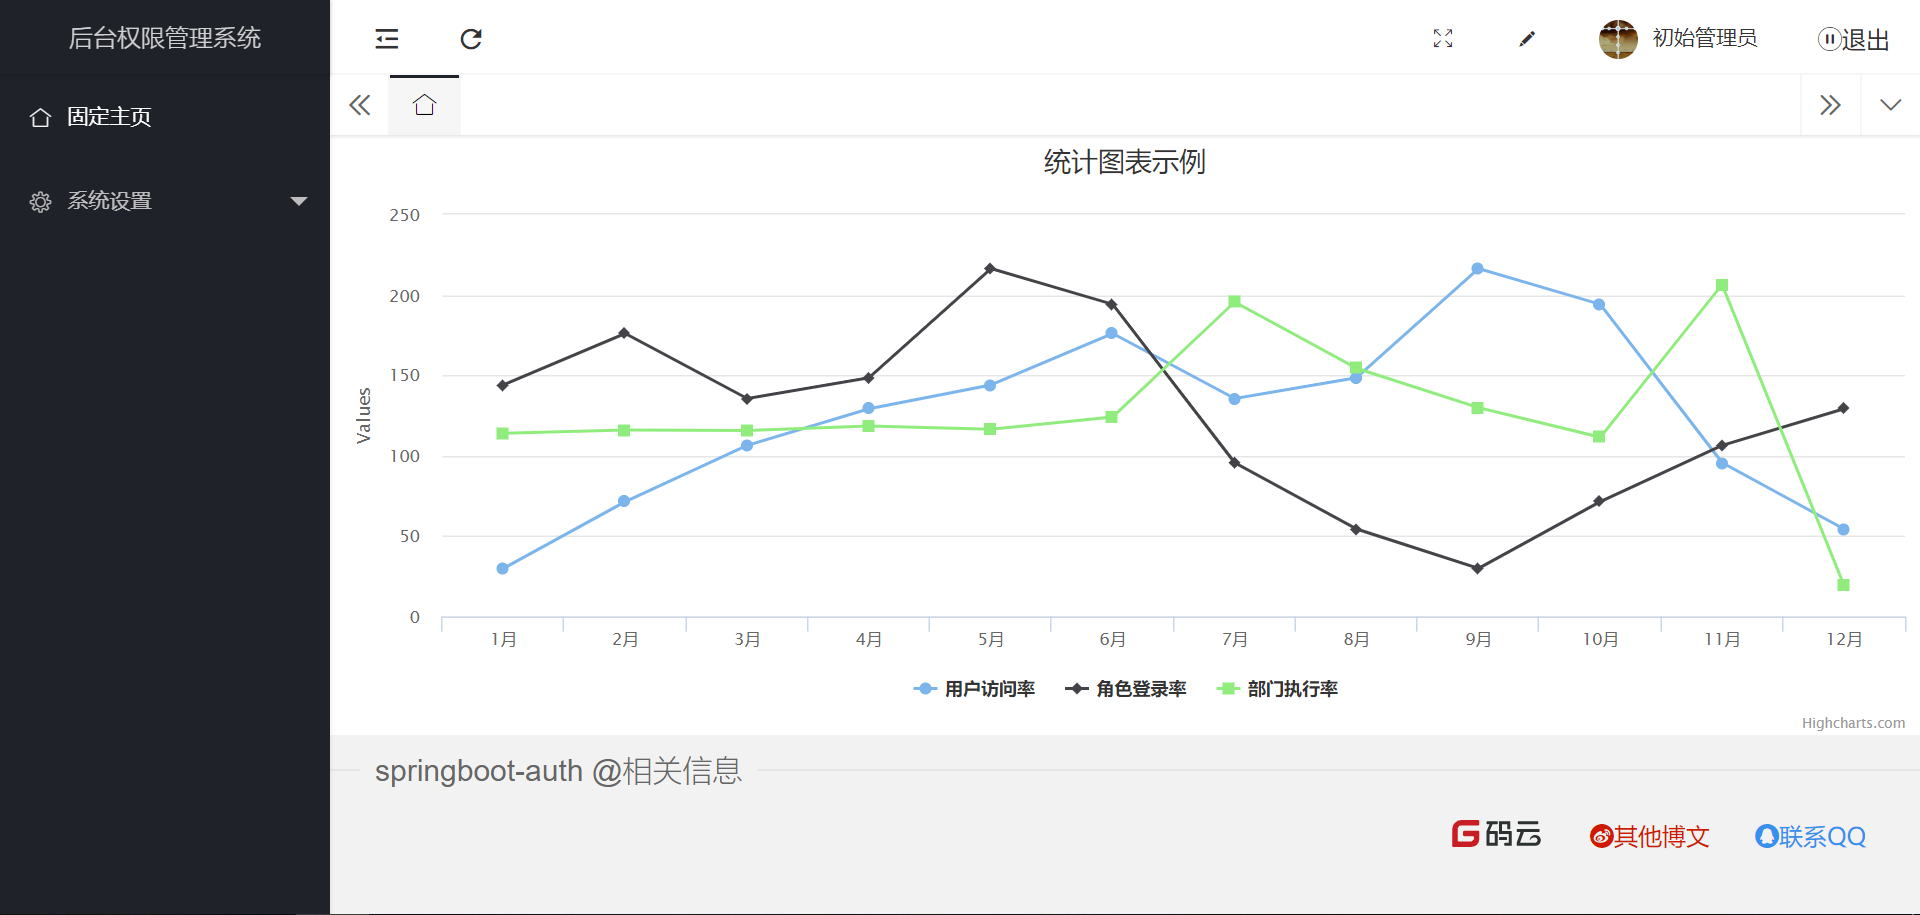 后台权限管理系统
初始管理员
退出
固定主页
系统设置
统计图表示例
250
200
150
100
50
0
Values
1月 2月 3月 4月 5月 6月 7月 8月 9月 10月 11月 12月
用户访问率 角色登录率 部门执行率
Highcharts.com
springboot-auth @相关信息
G 码云 其他博文 联系QQ